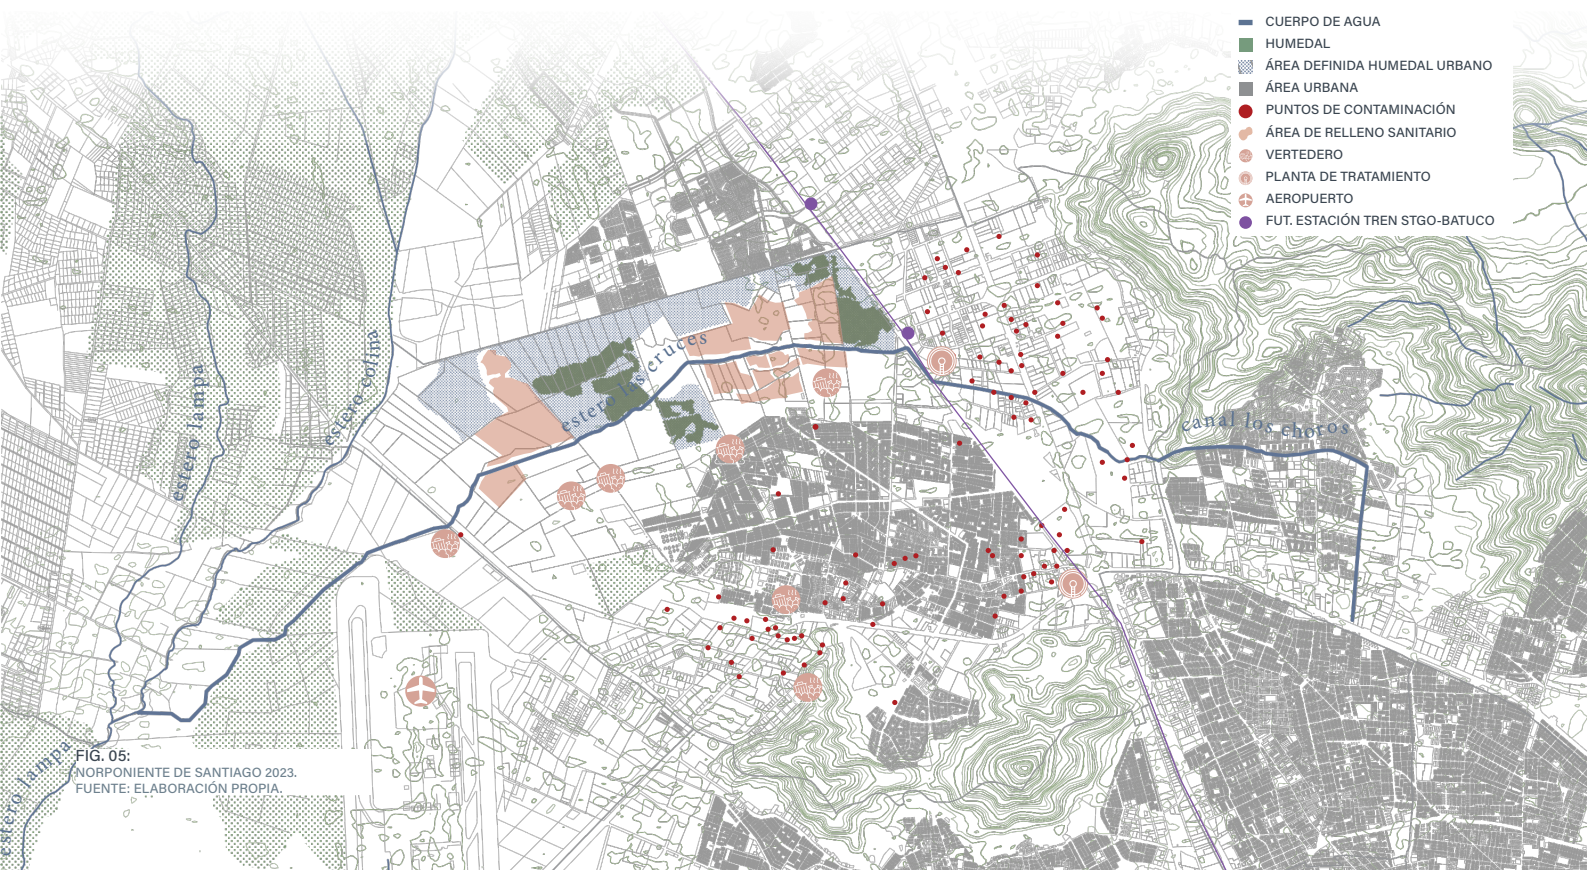 CUERPO DE AGUA
HUMEDAL
ÁREA DEFINIDA HUMEDAL URBANO
ÁREA URBANA
PUNTOS DE CONTAMINACIÓN
ÁREA DE RELLENO SANITARIO
VERTEDERO
PLANTA DE TRATAMIENTO
AEROPUERTO
FUT. ESTACIÓN TREN STGO-BATUCO
estero las cruces
estero colina
estero lampa
canal los choros
estero lampa
FIG. 05:
NORPONIENTE DE SANTIAGO 2023.
FUENTE: ELABORACIÓN PROPIA.